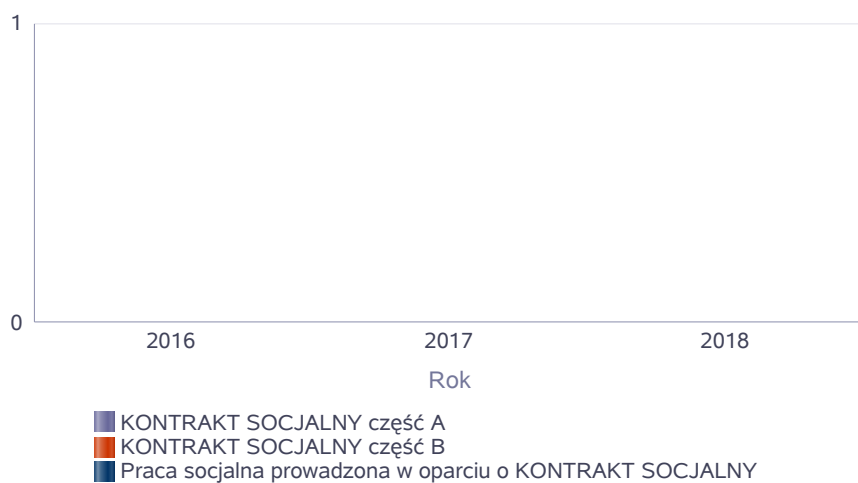 1
0
2016 2017 2018
Rok
KONTRAKT SOCJALNY część A
KONTRAKT SOCJALNY część B
Praca socjalna prowadzona w oparciu o KONTRAKT SOCJALNY